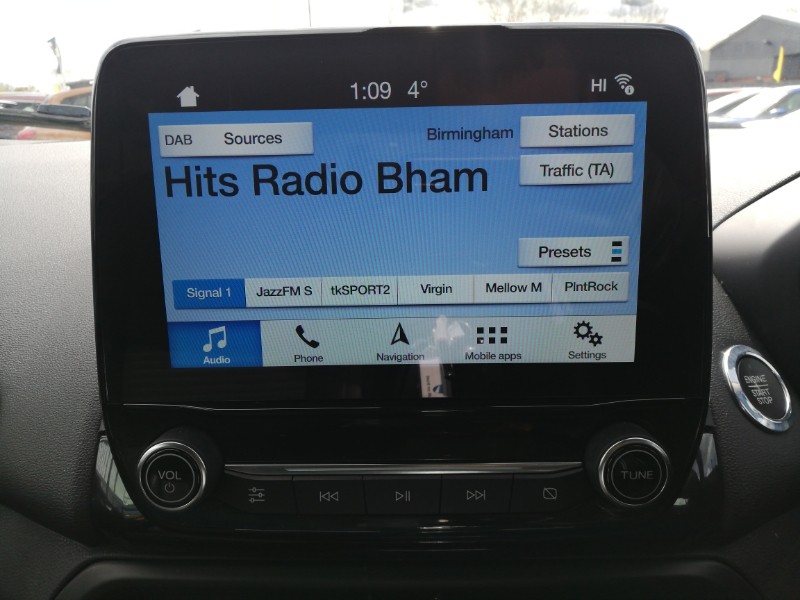 1:09 4° HI
DAB Sources Birmingham Stations
Hits Radio Bham
Traffic (TA)
Presets
Signal 1 JazzFM S tkSPORT2 Virgin Mellow M PlntRock
Audio Phone Navigation Mobile apps Settings
ENGINE
START
STOP
VOL
TUNE